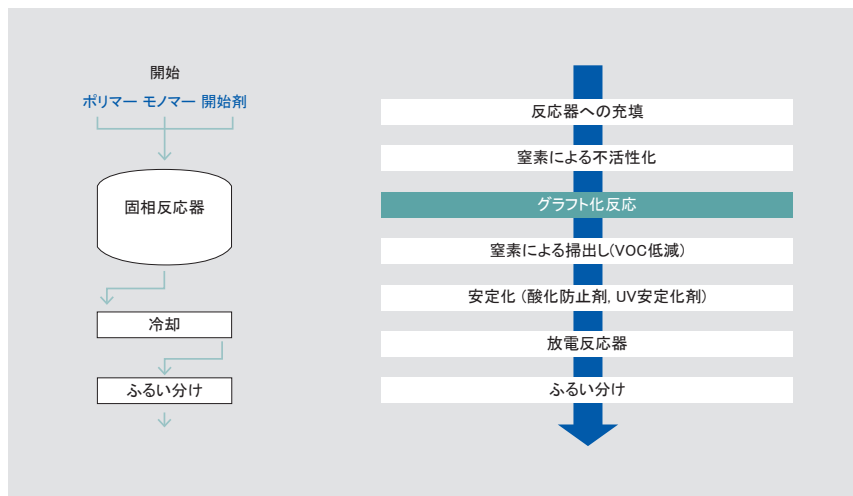 開始
ポリマー モノマー 開始剤
固相反応器
冷却
ふるい分け
反応器への充填
窒素による不活性化
グラフト化反応
窒素による掃出し(VOC低減)
安定化 (酸化防止剤, UV安定化剤)
放電反応器
ふるい分け